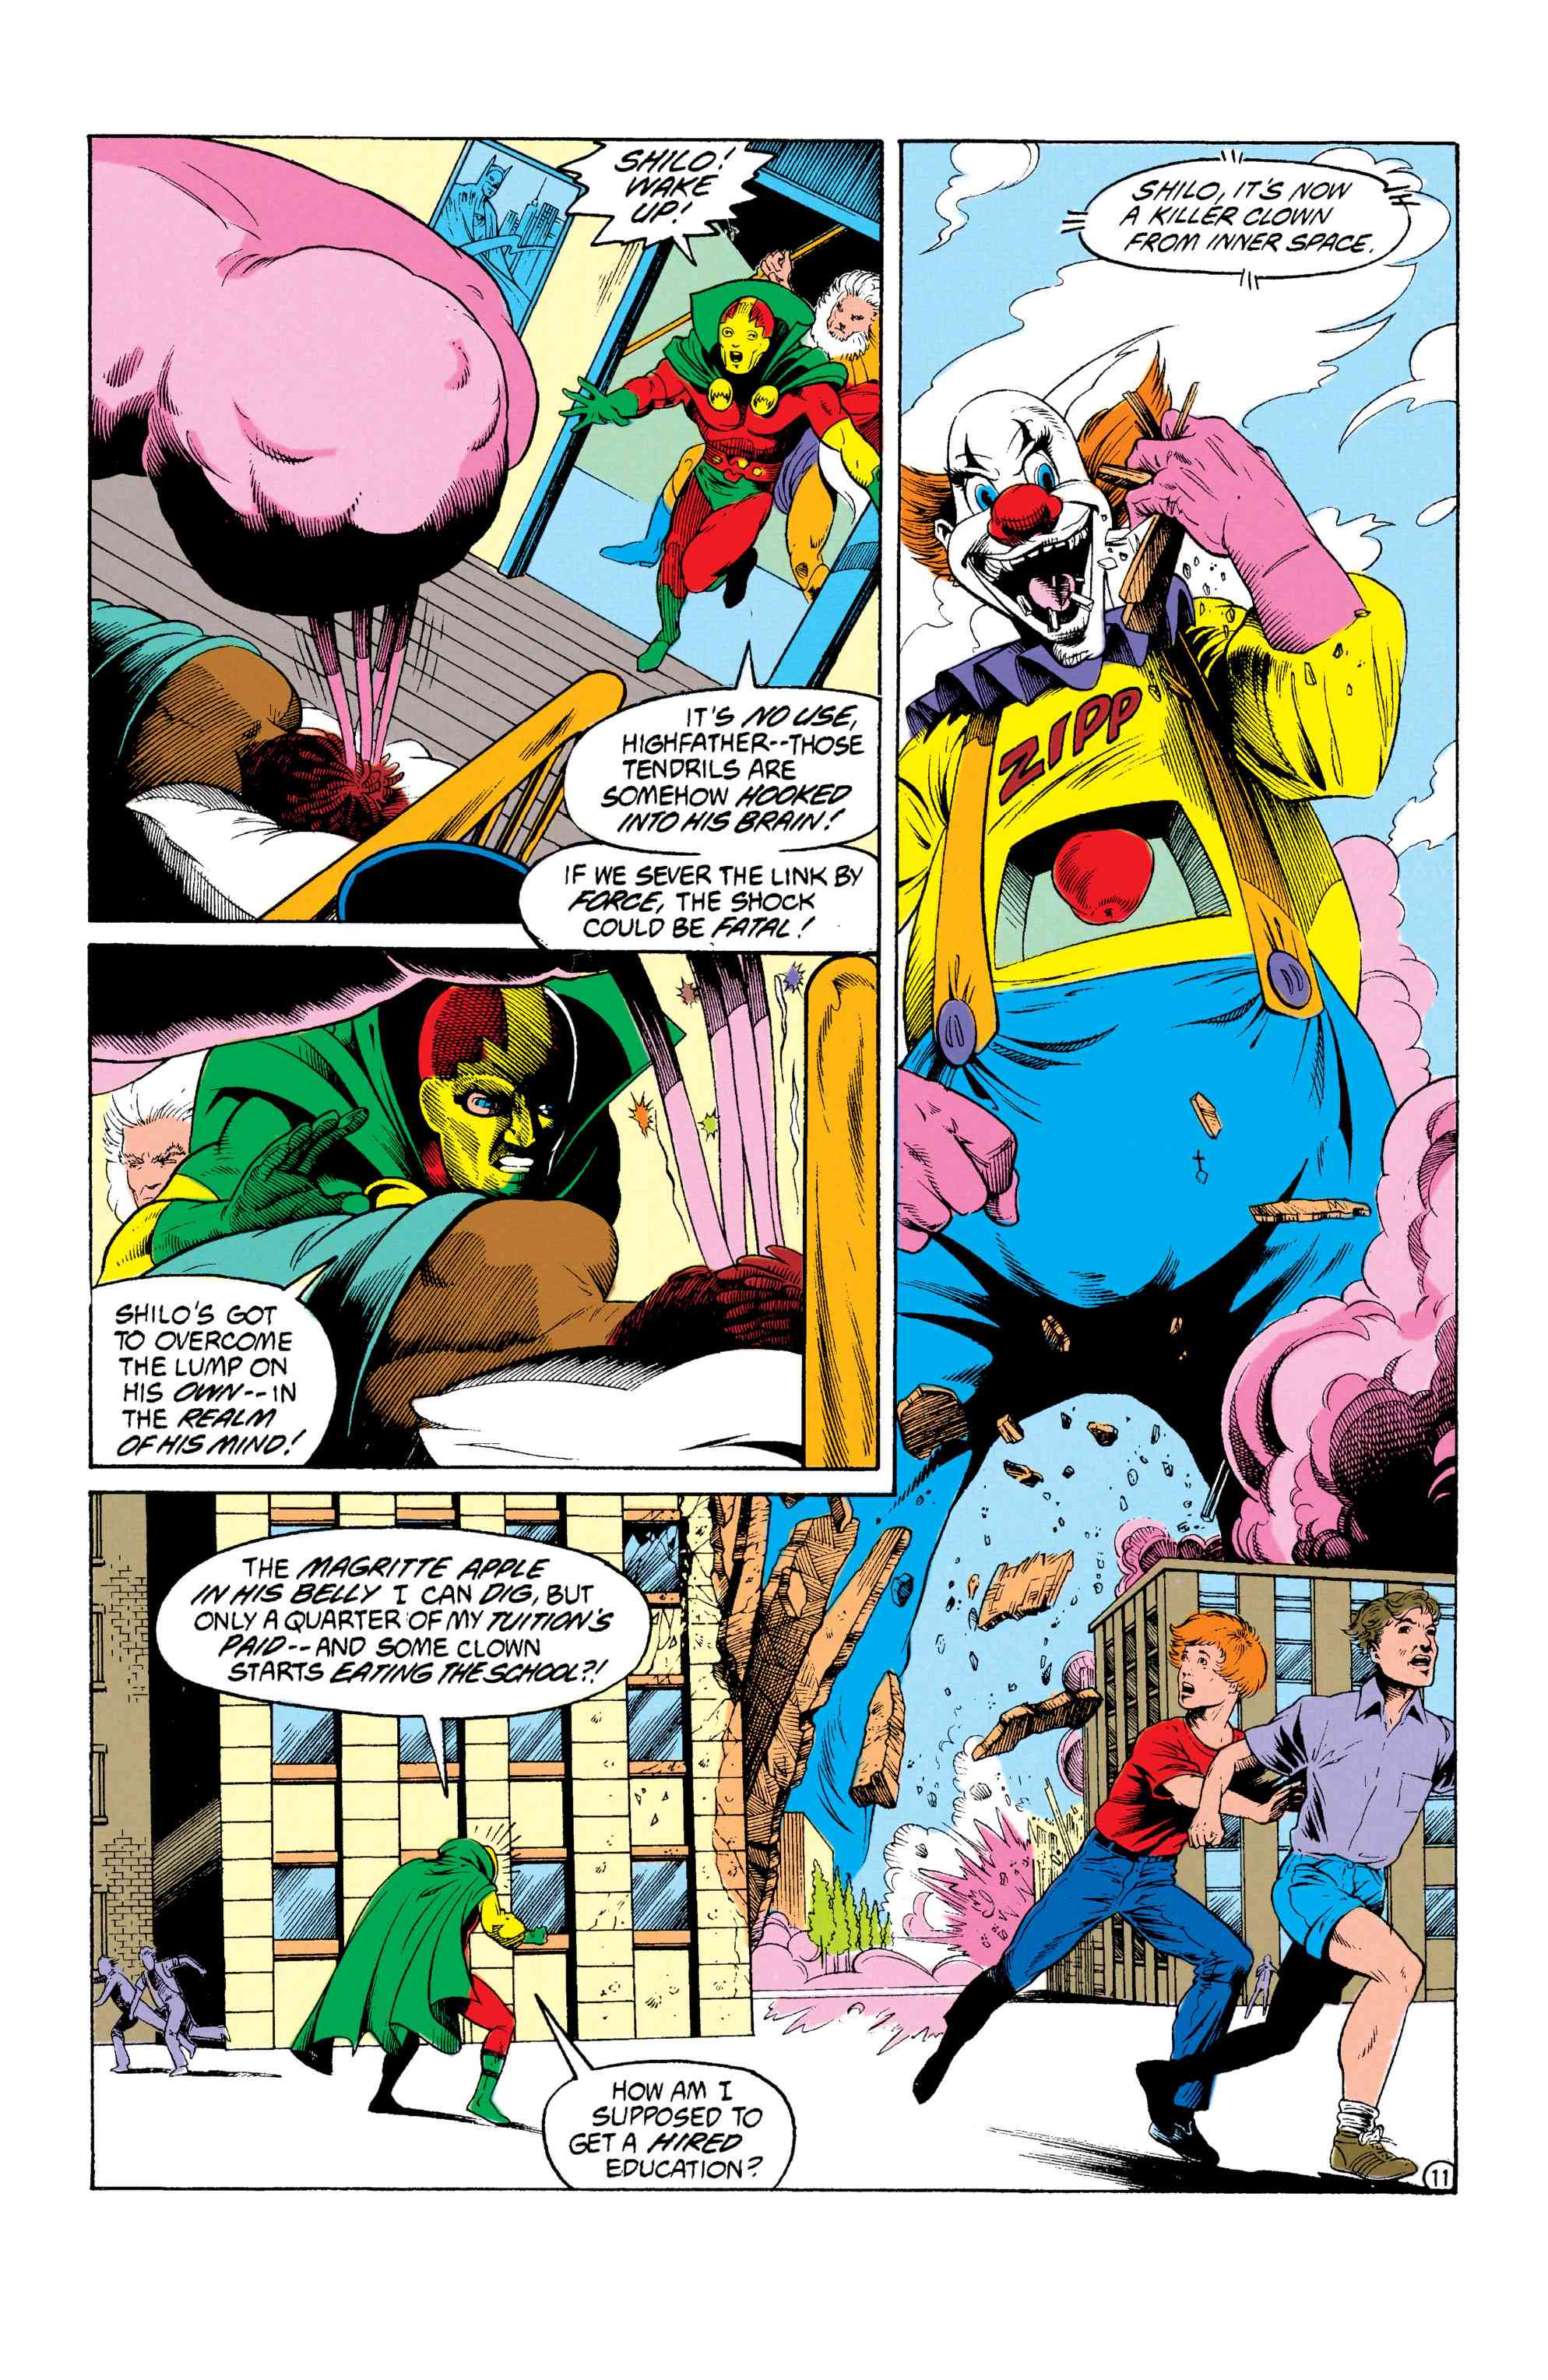 SHILO!
WAKE
UP!
IT'S NO USE,
HIGHFATHER--THOSE
TENDRILS ARE
SOMEHOW HOOKED
INTO HIS BRAIN!
IF WE SEVER THE LINK BY
FORCE, THE SHOCK
COULD BE FATAL!
SHILO'S GOT
TO OVERCOME
THE LUMP ON
HIS OWN--IN
THE REALM
OF HIS MIND!
SHILO, IT'S NOW
A KILLER CLOWN
FROM INNER SPACE.
ZIPP
THE MAGRITTE APPLE
IN HIS BELLY I CAN DIG, BUT
ONLY A QUARTER OF MY TUITION'S
PAID--AND SOME CLOWN
STARTS EATING THE SCHOOL?!
HOW AM I
SUPPOSED TO
GET A HIRED
EDUCATION?
11